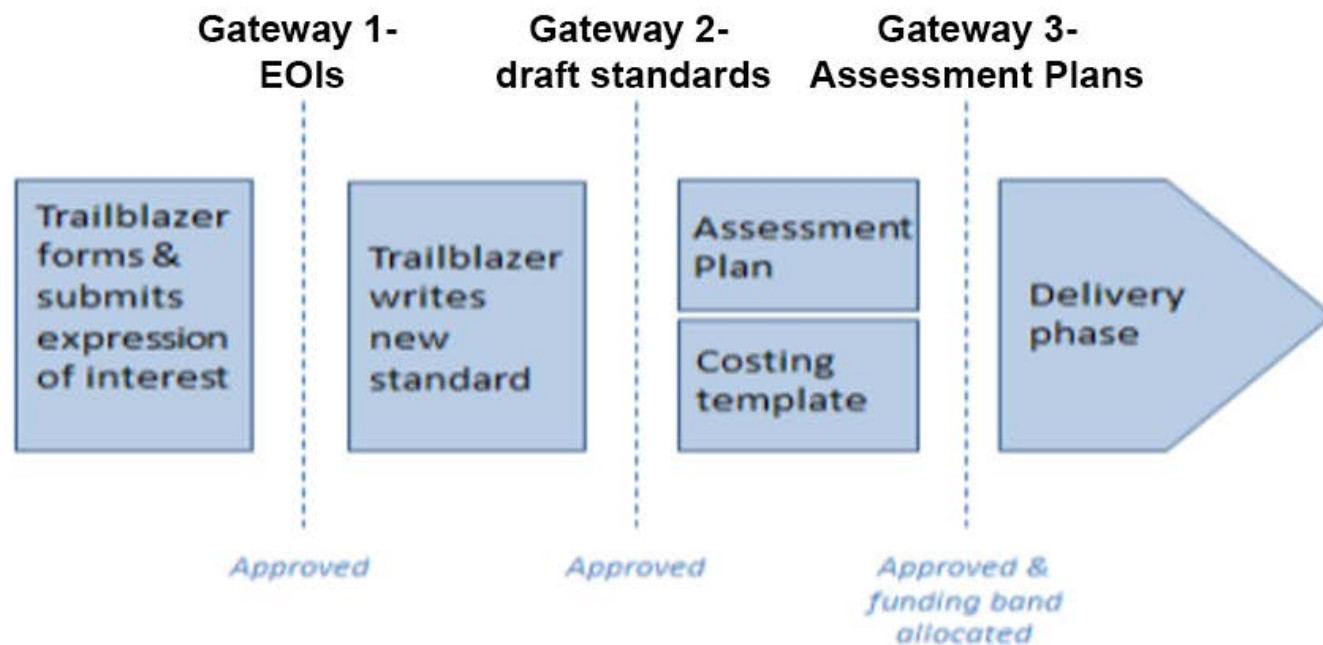 Gateway 1-
EOIs
Gateway 2-
draft standards
Gateway 3-
Assessment Plans
Trailblazer
forms &
submits
expression
of interest
Trailblazer
writes
new
standard
Assessment
Plan
Costing
template
Delivery
phase
Approved
Approved
Approved &
funding band
allocated